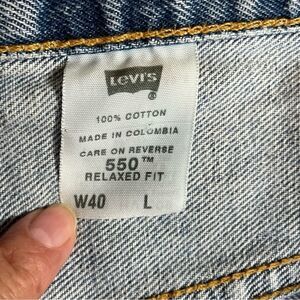 Levi's
®
100% COTTON
MADE IN COLOMBIA
CARE ON REVERSE
550™
RELAXED FIT
W40 L